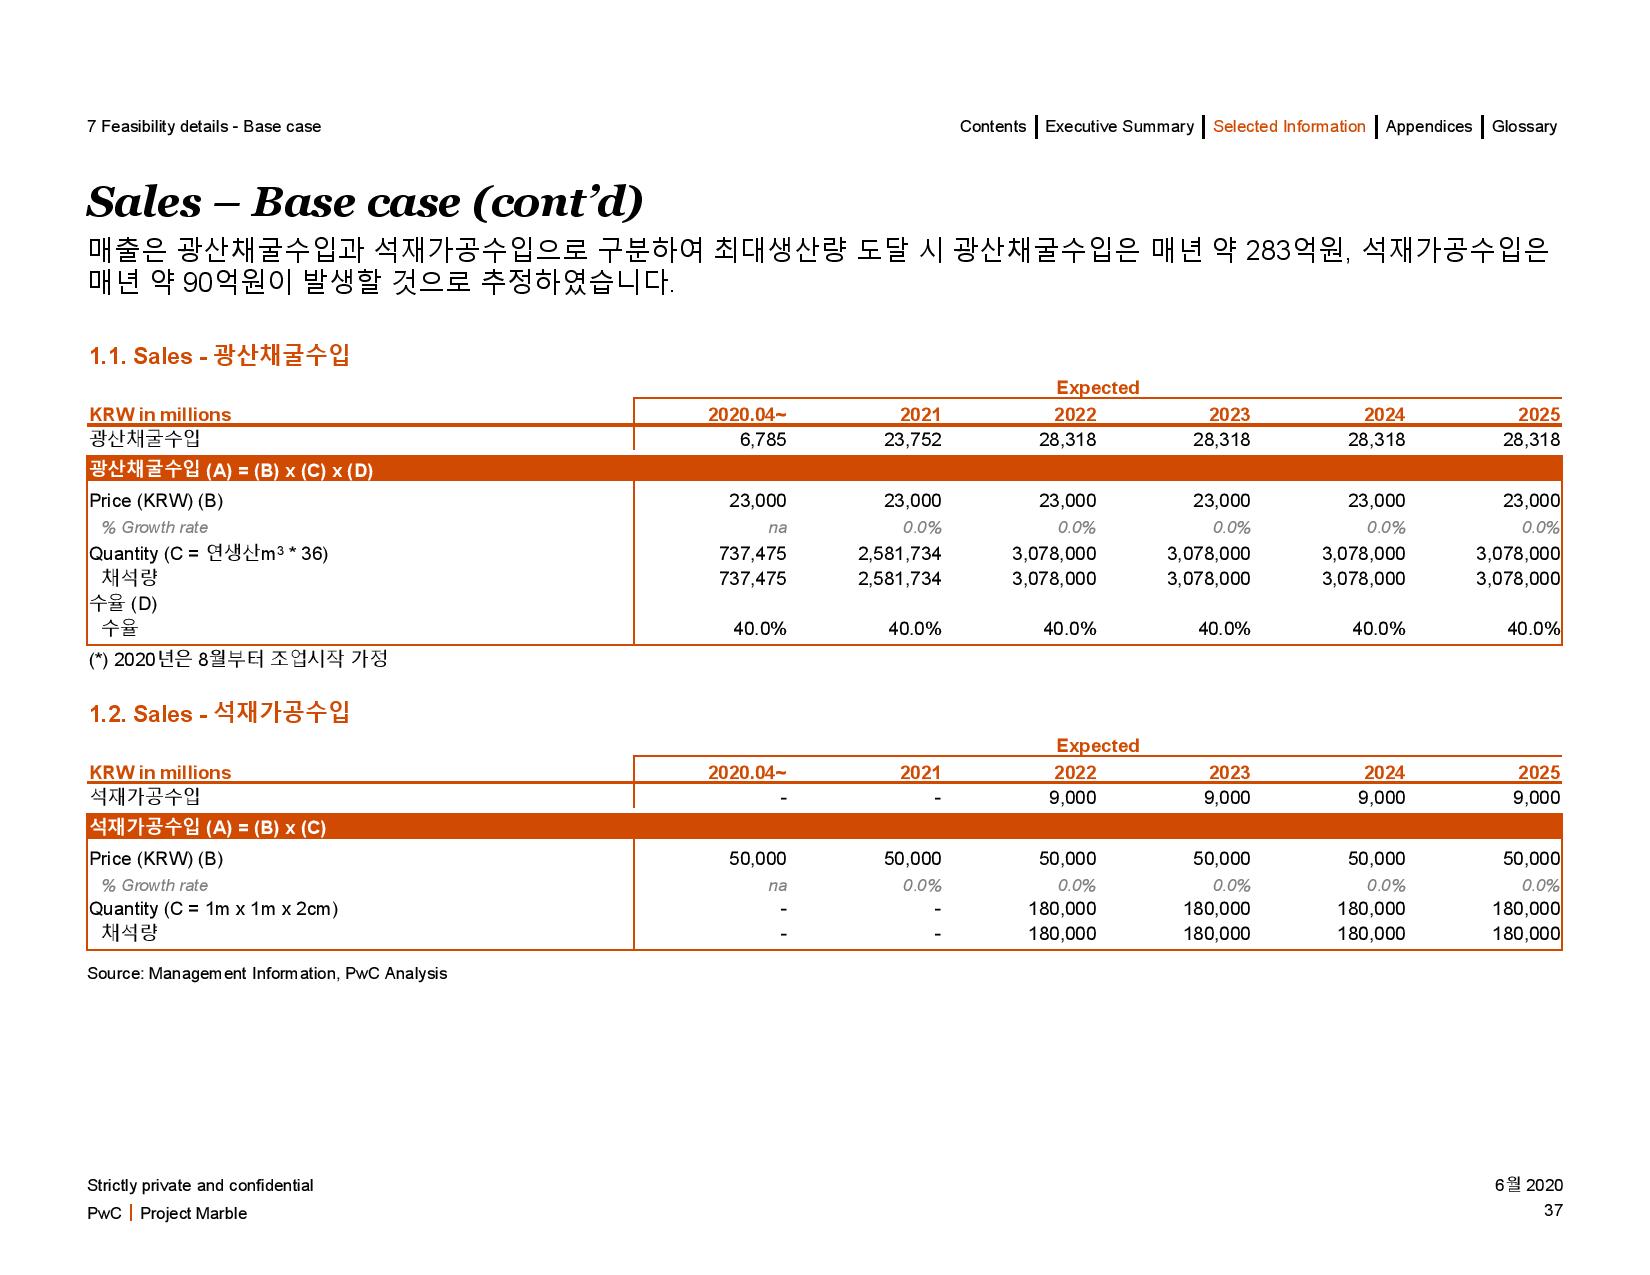 7 Feasibility details - Base case
Contents | Executive Summary | Selected Information | Appendices | Glossary
Sales – Base case (cont’d)
매출은 광산채굴수입과 석재가공수입으로 구분하여 최대생산량 도달 시 광산채굴수입은 매년 약 283억원, 석재가공수입은
매년 약 90억원이 발생할 것으로 추정하였습니다.
1.1. Sales - 광산채굴수입
Expected
KRW in millions 2020.04~ 2021 2022 2023 2024 2025
광산채굴수입 6,785 23,752 28,318 28,318 28,318 28,318
광산채굴수입 (A) = (B) x (C) x (D)
Price (KRW) (B) 23,000 23,000 23,000 23,000 23,000 23,000
% Growth rate na 0.0% 0.0% 0.0% 0.0% 0.0%
Quantity (C = 연생산m³ * 36) 737,475 2,581,734 3,078,000 3,078,000 3,078,000 3,078,000
채석량 737,475 2,581,734 3,078,000 3,078,000 3,078,000 3,078,000
수율 (D)
수율 40.0% 40.0% 40.0% 40.0% 40.0% 40.0%
(*) 2020년은 8월부터 조업시작 가정
1.2. Sales - 석재가공수입
Expected
KRW in millions 2020.04~ 2021 2022 2023 2024 2025
석재가공수입 - - 9,000 9,000 9,000 9,000
석재가공수입 (A) = (B) x (C)
Price (KRW) (B) 50,000 50,000 50,000 50,000 50,000 50,000
% Growth rate na 0.0% 0.0% 0.0% 0.0% 0.0%
Quantity (C = 1m x 1m x 2cm) - - 180,000 180,000 180,000 180,000
채석량 - - 180,000 180,000 180,000 180,000
Source: Management Information, PwC Analysis
Strictly private and confidential 6월 2020
PwC | Project Marble 37